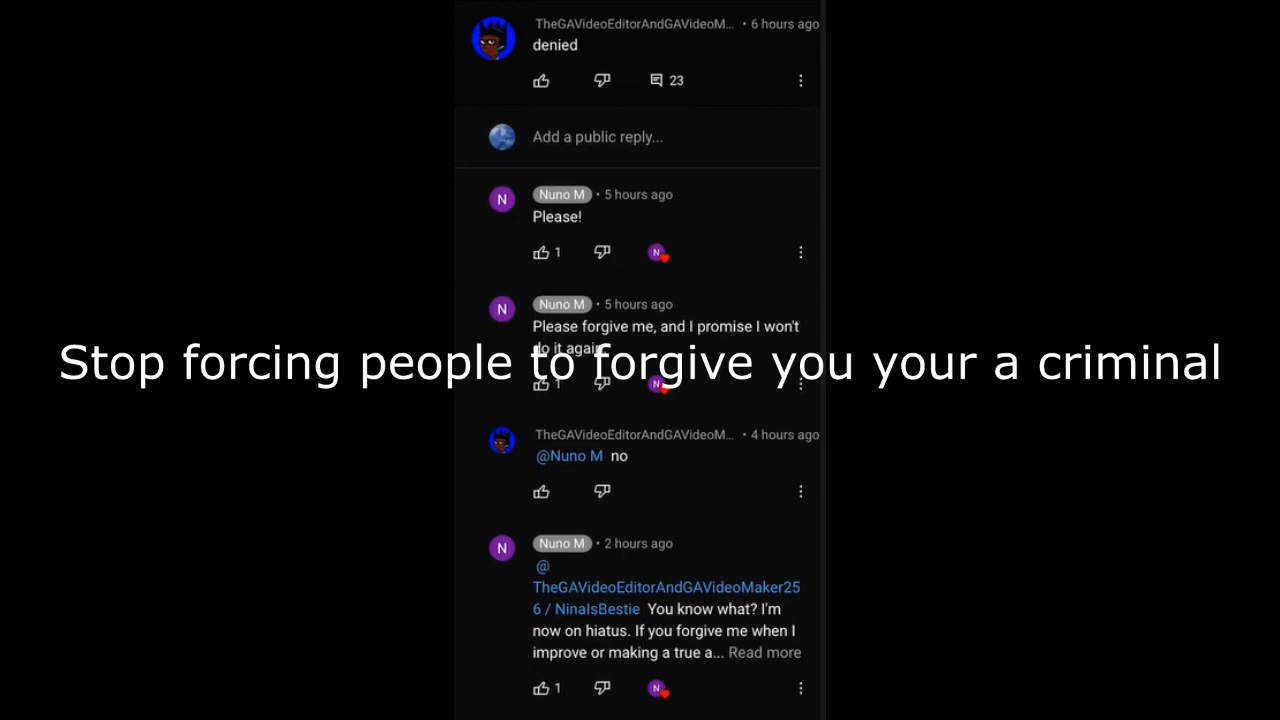 TheGAVideoEditorAndGAVideoM... • 6 hours ago
denied
23
Add a public reply...
N
Nuno M • 5 hours ago
Please!
1
N
N
Nuno M • 5 hours ago
Please forgive me, and I promise I won't
do it again
Stop forcing people to forgive you your a criminal
1
N
TheGAVideoEditorAndGAVideoM... • 4 hours ago
@Nuno M no
N
Nuno M • 2 hours ago
@
TheGAVideoEditorAndGAVideoMaker25
6 / NinaIsBestie You know what? I'm
now on hiatus. If you forgive me when I
improve or making a true a... Read more
1
N